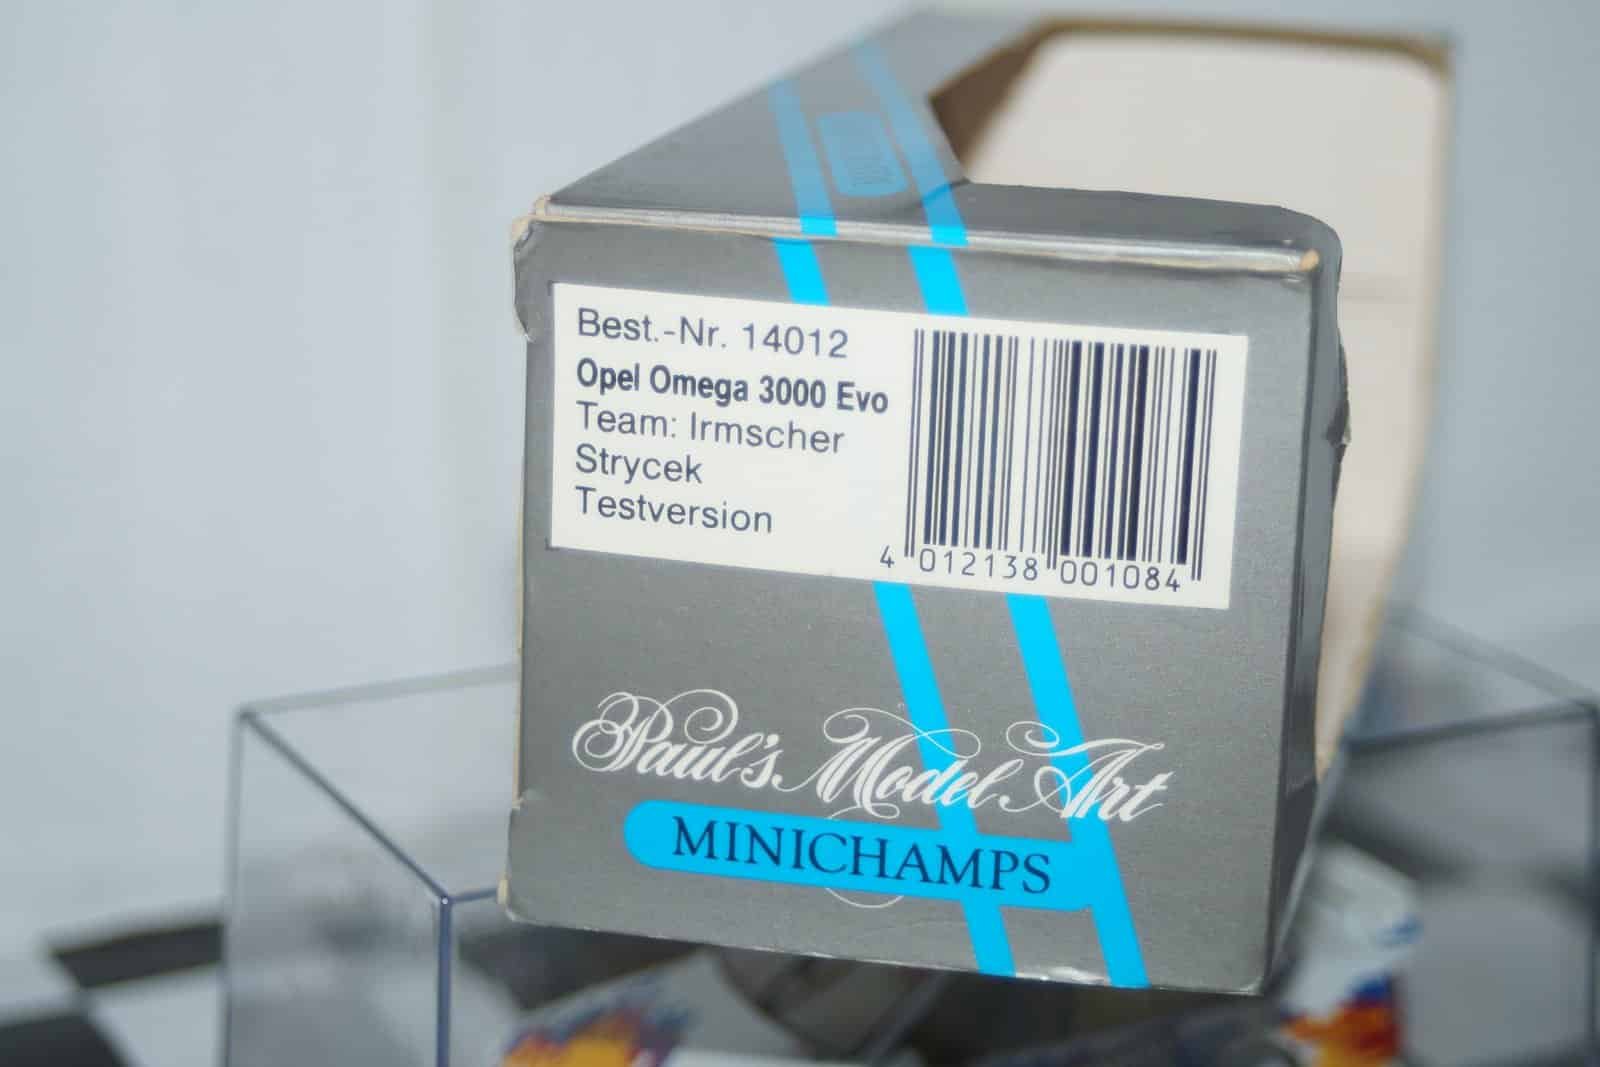 Best.-Nr. 14012
Opel Omega 3000 Evo
Team: Irmscher
Strycek
Testversion
4 012138 001084
Paul's Model Art
MINICHAMPS